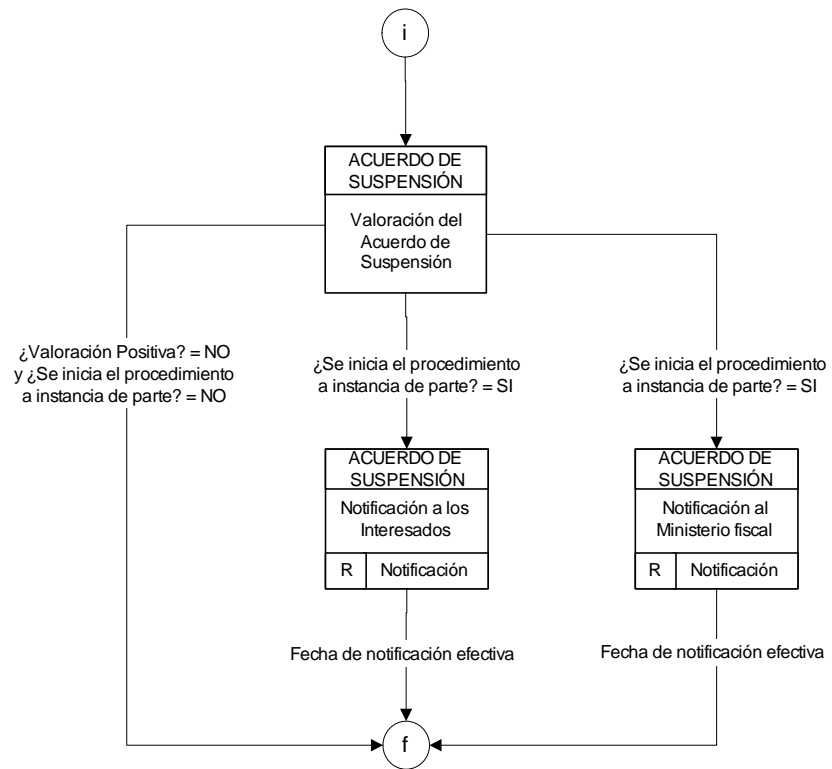 i
ACUERDO DE
SUSPENSIÓN
Valoración del
Acuerdo de
Suspensión
¿Valoración Positiva? = NO
y ¿Se inicia el procedimiento
a instancia de parte? = NO
¿Se inicia el procedimiento
a instancia de parte? = SI
¿Se inicia el procedimiento
a instancia de parte? = SI
ACUERDO DE
SUSPENSIÓN
Notificación a los
Interesados
R Notificación
ACUERDO DE
SUSPENSIÓN
Notificación al
Ministerio fiscal
R Notificación
Fecha de notificación efectiva
Fecha de notificación efectiva
f